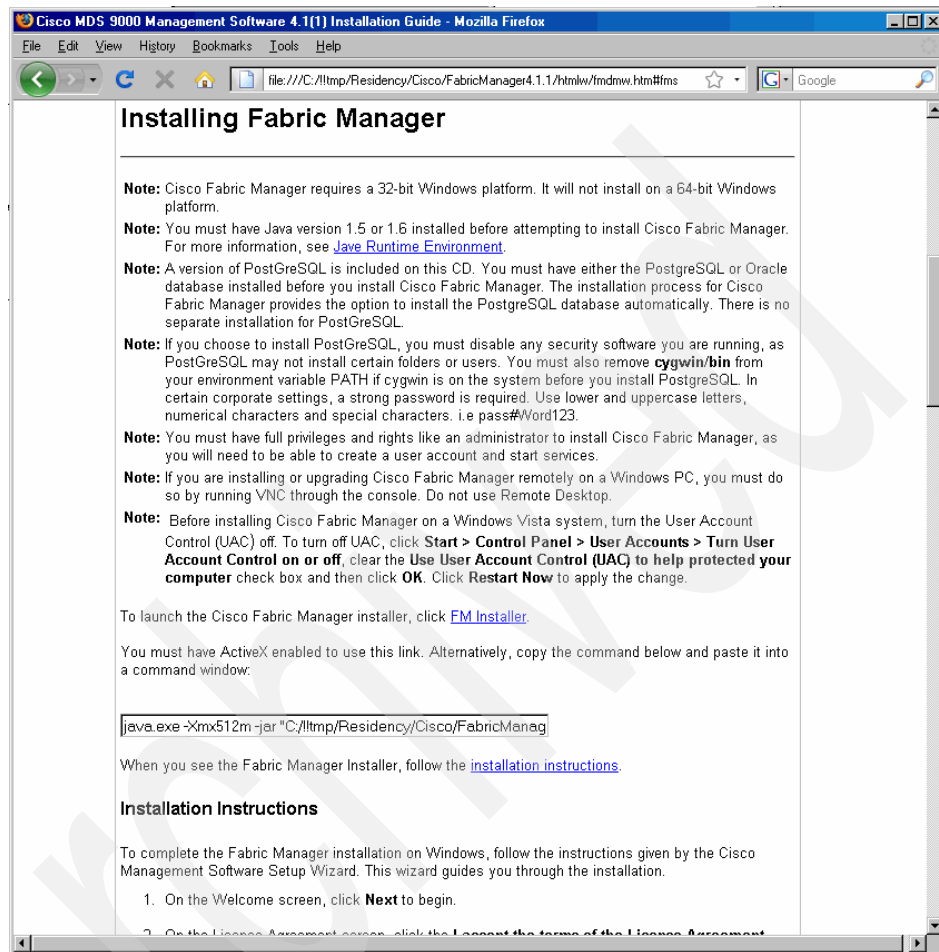 Cisco MDS 9000 Management Software 4.1(1) Installation Guide - Mozilla Firefox
File Edit View History Bookmarks Tools Help
file:///C:/!!tmp/Residency/Cisco/FabricManager4.1.1/htmlw/fmdmw.htm#fms
G Google
Installing Fabric Manager
Note: Cisco Fabric Manager requires a 32-bit Windows platform. It will not install on a 64-bit Windows
platform.
Note: You must have Java version 1.5 or 1.6 installed before attempting to install Cisco Fabric Manager.
For more information, see Jave Runtime Environment.
Note: A version of PostGreSQL is included on this CD. You must have either the PostgreSQL or Oracle
database installed before you install Cisco Fabric Manager. The installation process for Cisco
Fabric Manager provides the option to install the PostgreSQL database automatically. There is no
separate installation for PostGreSQL.
Note: If you choose to install PostGreSQL, you must disable any security software you are running, as
PostGreSQL may not install certain folders or users. You must also remove cygwin/bin from
your environment variable PATH if cygwin is on the system before you install PostgreSQL. In
certain corporate settings, a strong password is required. Use lower and uppercase letters,
numerical characters and special characters. i.e pass#Word123.
Note: You must have full privileges and rights like an administrator to install Cisco Fabric Manager, as
you will need to be able to create a user account and start services.
Note: If you are installing or upgrading Cisco Fabric Manager remotely on a Windows PC, you must do
so by running VNC through the console. Do not use Remote Desktop.
Note: Before installing Cisco Fabric Manager on a Windows Vista system, turn the User Account
Control (UAC) off. To turn off UAC, click Start > Control Panel > User Accounts > Turn User
Account Control on or off, clear the Use User Account Control (UAC) to help protected your
computer check box and then click OK. Click Restart Now to apply the change.
To launch the Cisco Fabric Manager installer, click FM Installer.
You must have ActiveX enabled to use this link. Alternatively, copy the command below and paste it into
a command window:
java.exe -Xmx512m -jar "C:/!!tmp/Residency/Cisco/FabricManag
When you see the Fabric Manager Installer, follow the installation instructions.
Installation Instructions
To complete the Fabric Manager installation on Windows, follow the instructions given by the Cisco
Management Software Setup Wizard. This wizard guides you through the installation.
1. On the Welcome screen, click Next to begin.
2. On the License Agreement screen, click the I accept the terms of the License Agreement
rchived